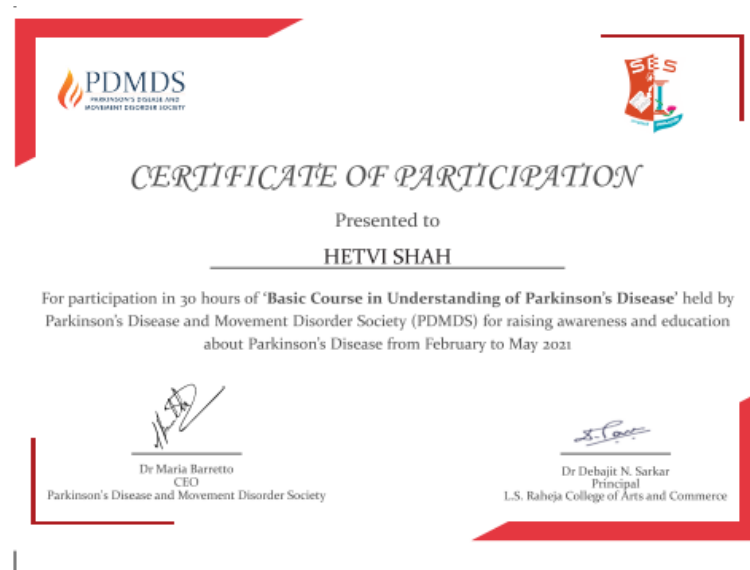 PDMDS
PARKINSON'S DISEASE AND
MOVEMENT DISORDER SOCIETY
SES
CERTIFICATE OF PARTICIPATION
Presented to
HETVI SHAH
For participation in 30 hours of 'Basic Course in Understanding of Parkinson's Disease' held by
Parkinson's Disease and Movement Disorder Society (PDMDS) for raising awareness and education
about Parkinson's Disease from February to May 2021
Dr Maria Barretto
CEO
Parkinson's Disease and Movement Disorder Society
Dr Debajit N. Sarkar
Principal
L.S. Raheja College of Arts and Commerce